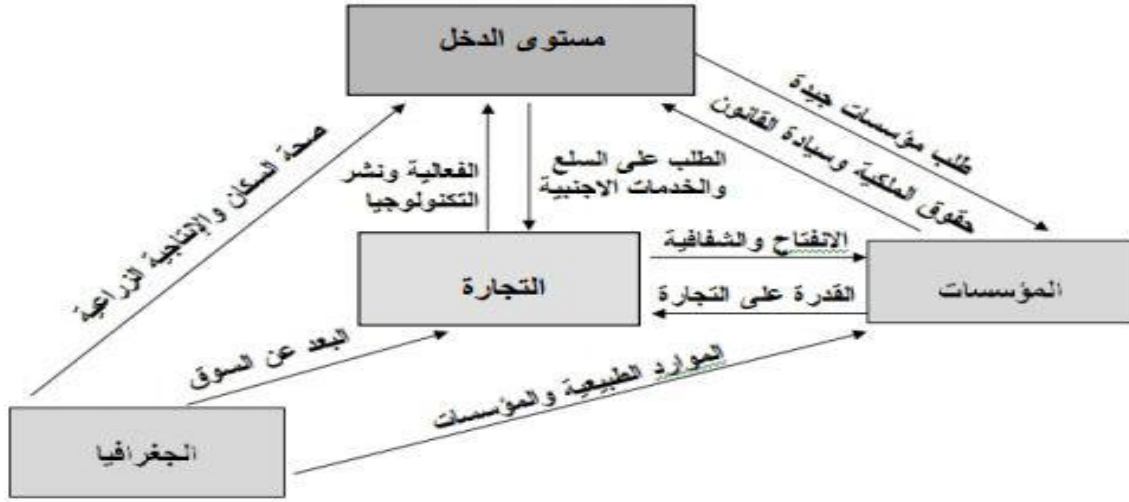 مستوى الدخل
طلب مؤسسات جيدة
حقوق الملكية وسيادة القانون
الطلب على السلع
والخدمات الاجنبية
الفعالية ونشر
التكنولوجيا
صحة السكان والإنتاجية الزراعية
الانفتاح والشفافية
المؤسسات
التجارة
القدرة على التجارة
البعد عن السوق
الموارد الطبيعية والمؤسسات
الجغرافيا